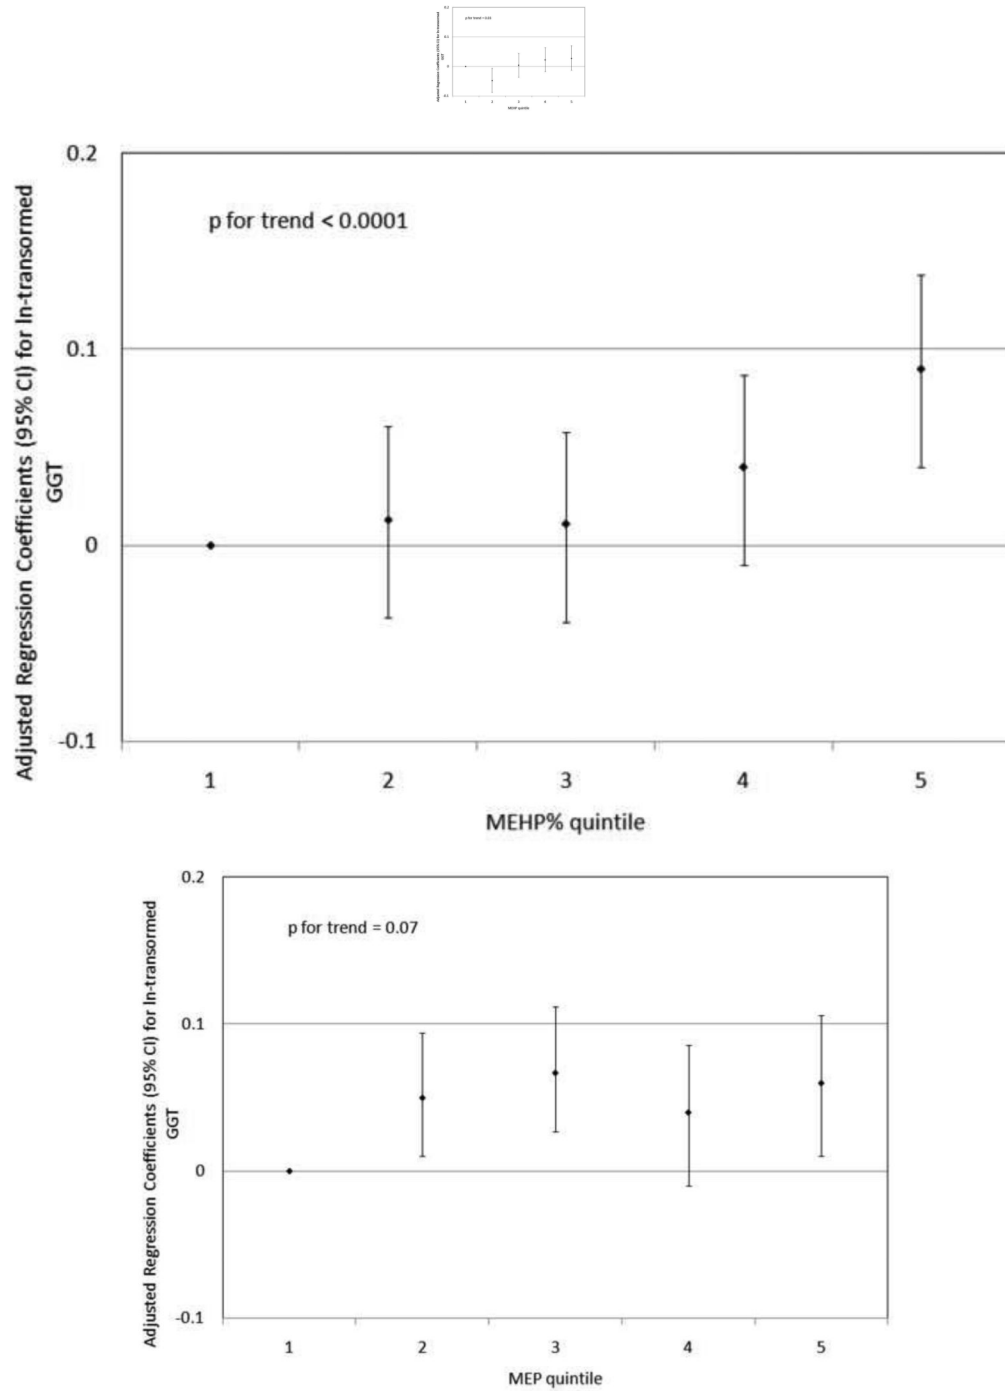 0.2
p for trend < 0.0001
0.1
0
-0.1
Adjusted Regression Coefficients (95% CI) for ln-transormed
GGT
1 2 3 4 5
MEHP% quintile
0.2
p for trend = 0.07
0.1
0
-0.1
Adjusted Regression Coefficients (95% CI) for ln-transormed
GGT
1 2 3 4 5
MEP quintile